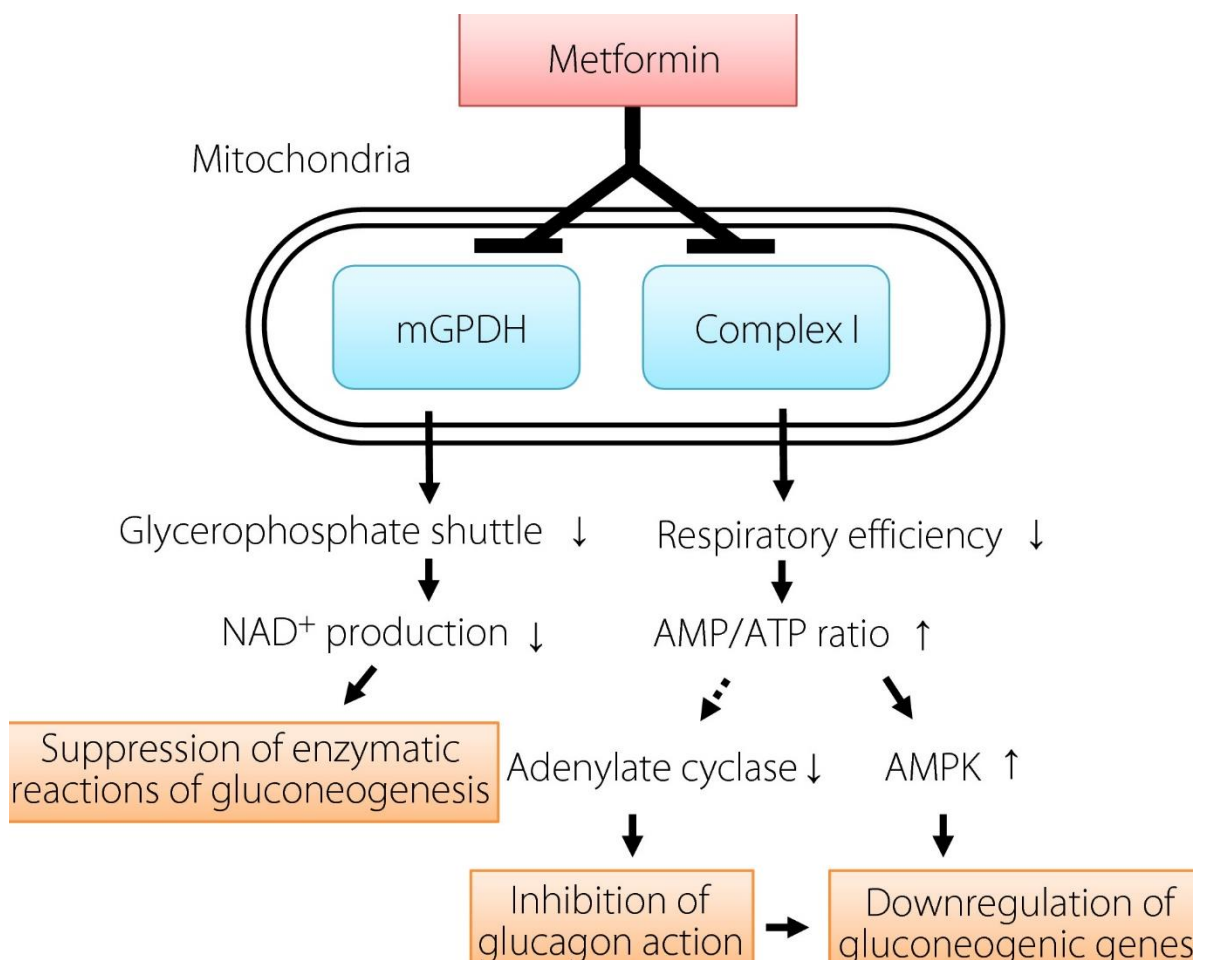 Metformin
Mitochondria
mGPDH
Complex I
Glycerophosphate shuttle ↓
Respiratory efficiency ↓
NAD⁺ production ↓
AMP/ATP ratio ↑
Suppression of enzymatic
reactions of gluconeogenesis
Adenylate cyclase ↓
AMPK ↑
Inhibition of
glucagon action
Downregulation of
gluconeogenic genes